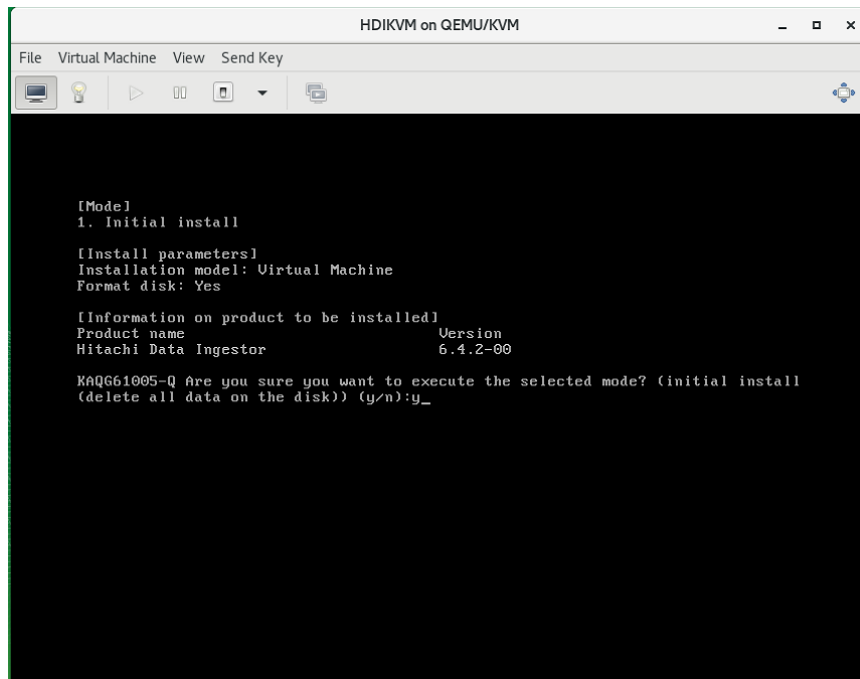 HDIKVM on QEMU/KVM
File Virtual Machine View Send Key
[Mode]
1. Initial install
[Install parameters]
Installation model: Virtual Machine
Format disk: Yes
[Information on product to be installed]
Product name Version
Hitachi Data Ingestor 6.4.2-00
KAQG61005-Q Are you sure you want to execute the selected mode? (initial install
(delete all data on the disk)) (y/n):y_